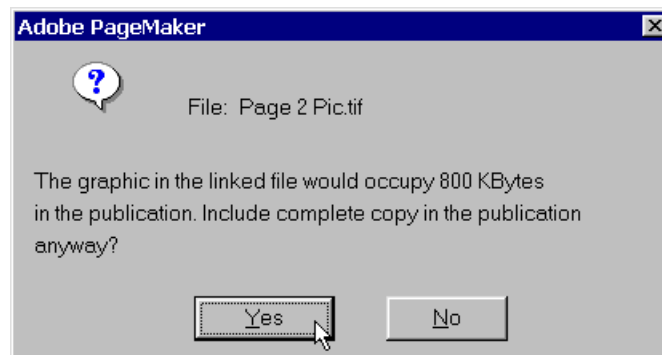 Adobe PageMaker
File: Page 2 Pic.tif
The graphic in the linked file would occupy 800 KBytes
in the publication. Include complete copy in the publication
anyway?
Yes No